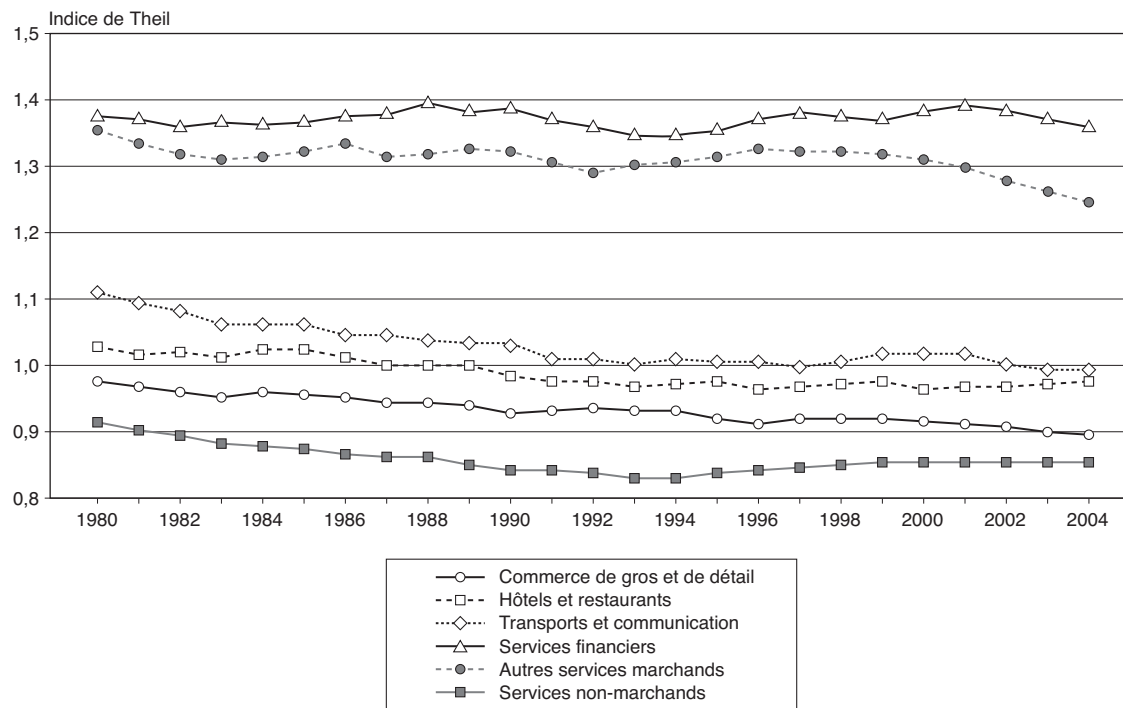 Indice de Theil
1,5
1,4
1,3
1,2
1,1
1,0
0,9
0,8
1980 1982 1984 1986 1988 1990 1992 1994 1996 1998 2000 2002 2004
Commerce de gros et de détail
Hôtels et restaurants
Transports et communication
Services financiers
Autres services marchands
Services non-marchands